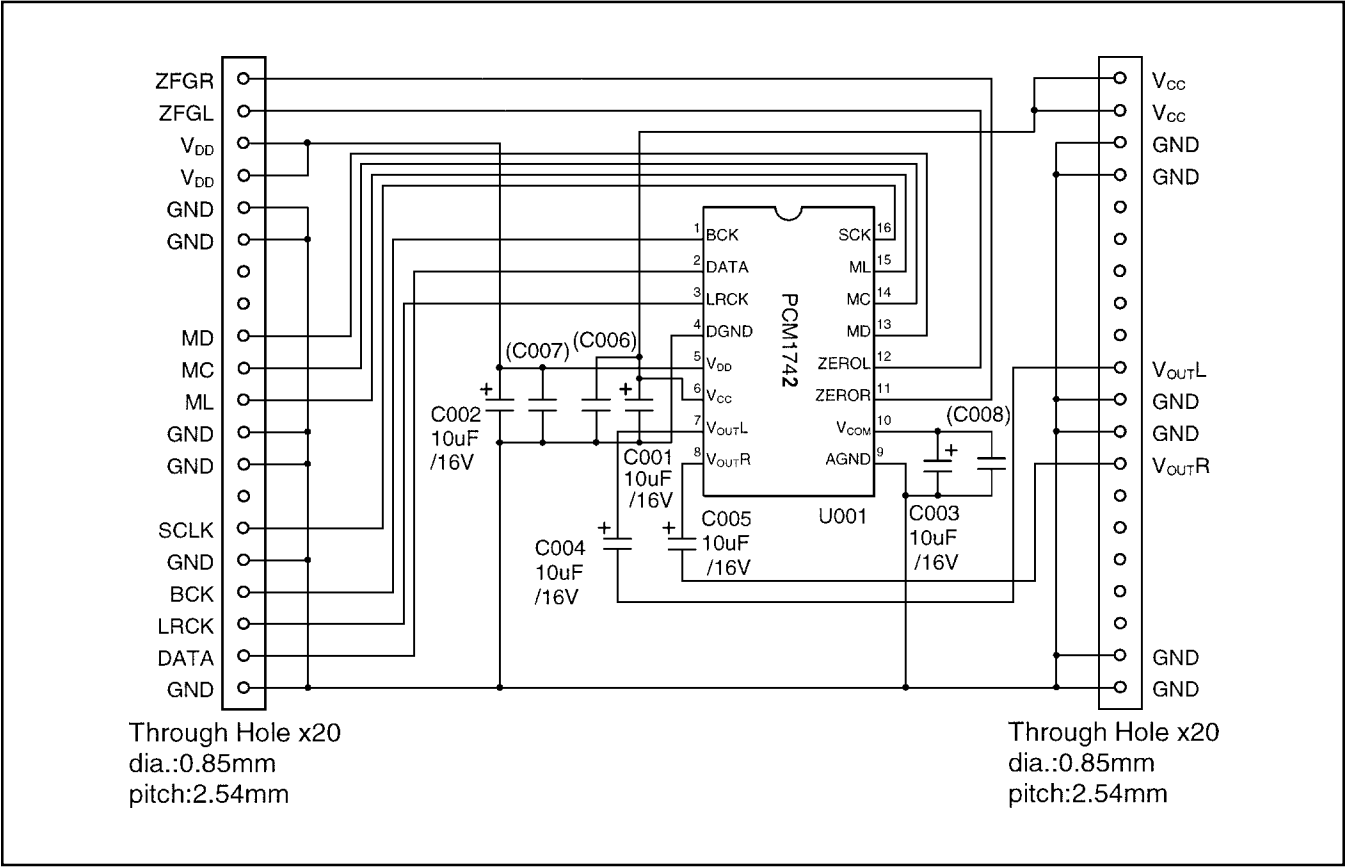 ZFGR
ZFGL
VDD
VDD
GND
GND
MD
MC
ML
GND
GND
SCLK
GND
BCK
LRCK
DATA
GND
Through Hole x20
dia.:0.85mm
pitch:2.54mm
(C007)
(C006)
+
C002
10uF
/16V
+
C001
10uF
/16V
1 BCK
2 DATA
3 LRCK
4 DGND
5 VDD
6 VCC
7 VOUTL
8 VOUTR
PCM1742
SCK 16
ML 15
MC 14
MD 13
ZEROL 12
ZEROR 11
VCOM 10
AGND 9
U001
+
C004
10uF
/16V
+
C005
10uF
/16V
(C008)
+
C003
10uF
/16V
VCC
VCC
GND
GND
VOUTL
GND
GND
VOUTR
GND
GND
Through Hole x20
dia.:0.85mm
pitch:2.54mm